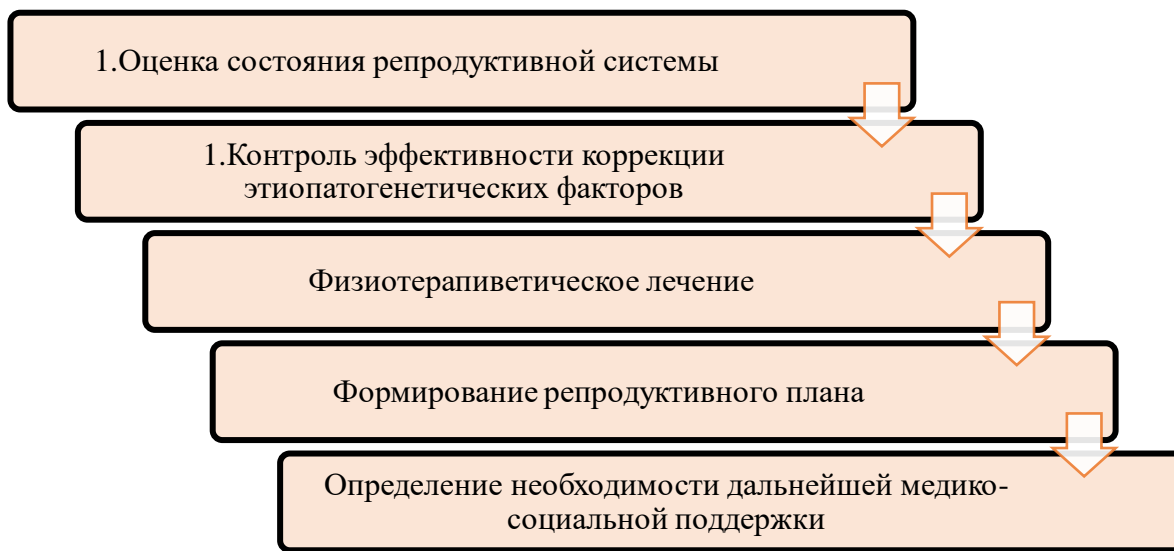 1.Оценка состояния репродуктивной системы
1.Контроль эффективности коррекции
этиопатогенетических факторов
Физиотерапиветическое лечение
Формирование репродуктивного плана
Определение необходимости дальнейшей медико-
социальной поддержки